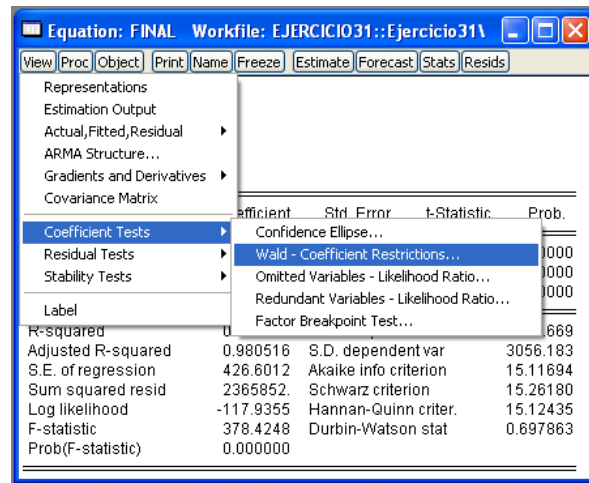 Equation: FINAL Workfile: EJERCICIO31::Ejercicio31\
View Proc Object Print Name Freeze Estimate Forecast Stats Resids
Representations
Estimation Output
Actual,Fitted,Residual
ARMA Structure...
Gradients and Derivatives
Covariance Matrix
Coefficient Tests
Residual Tests
Stability Tests
Label
Std. Error t-Statistic Prob.
Confidence Ellipse...
Wald - Coefficient Restrictions...
Omitted Variables - Likelihood Ratio...
Redundant Variables - Likelihood Ratio...
Factor Breakpoint Test...
R-squared
Adjusted R-squared 0.980516 S.D. dependent var 3056.183
S.E. of regression 426.6012 Akaike info criterion 15.11694
Sum squared resid 2365852. Schwarz criterion 15.26180
Log likelihood -117.9355 Hannan-Quinn criter. 15.12435
F-statistic 378.4248 Durbin-Watson stat 0.697863
Prob(F-statistic) 0.000000